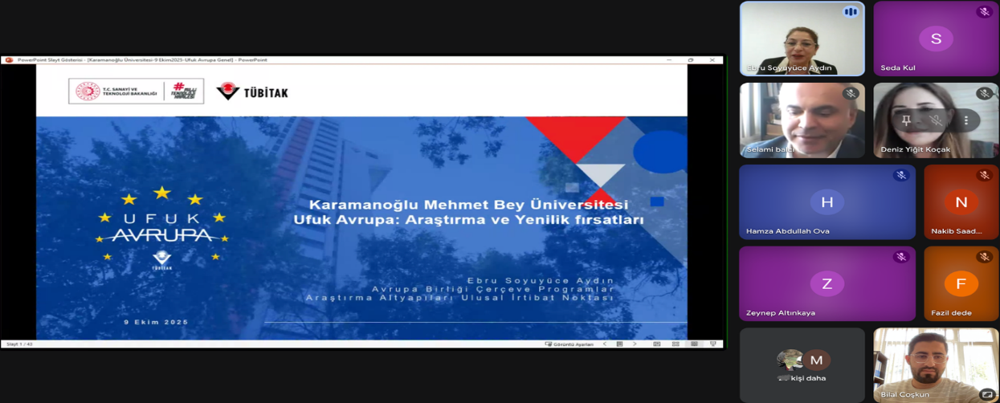 PowerPoint Slayt Gösterisi - [Karamanoğlu Üniversitesi-9 Ekim2025-Ufuk Avrupa Genel] - PowerPoint
T.C. SANAYİ VE
TEKNOLOJİ BAKANLIĞI
#MİLLİ
TEKNOLOJİ
HAMLESİ
TÜBİTAK
UFUK
AVRUPA
TÜBİTAK
Karamanoğlu Mehmet Bey Üniversitesi
Ufuk Avrupa: Araştırma ve Yenilik fırsatları
Ebru Soyuyüce Aydın
Avrupa Birliği Çerçeve Programlar
Araştırma Altyapıları Ulusal İrtibat Noktası
9 Ekim 2025
Slayt 1 / 43
Görüntü Ayarları
Ebru Soyuyüce Aydın
S
Seda Kul
Selami balci
Deniz Yiğit Koçak
H
Hamza Abdullah Ova
N
Nakib Saad...
Z
Zeynep Altınkaya
F
Fazil dede
M
kişi daha
Bilal Coşkun